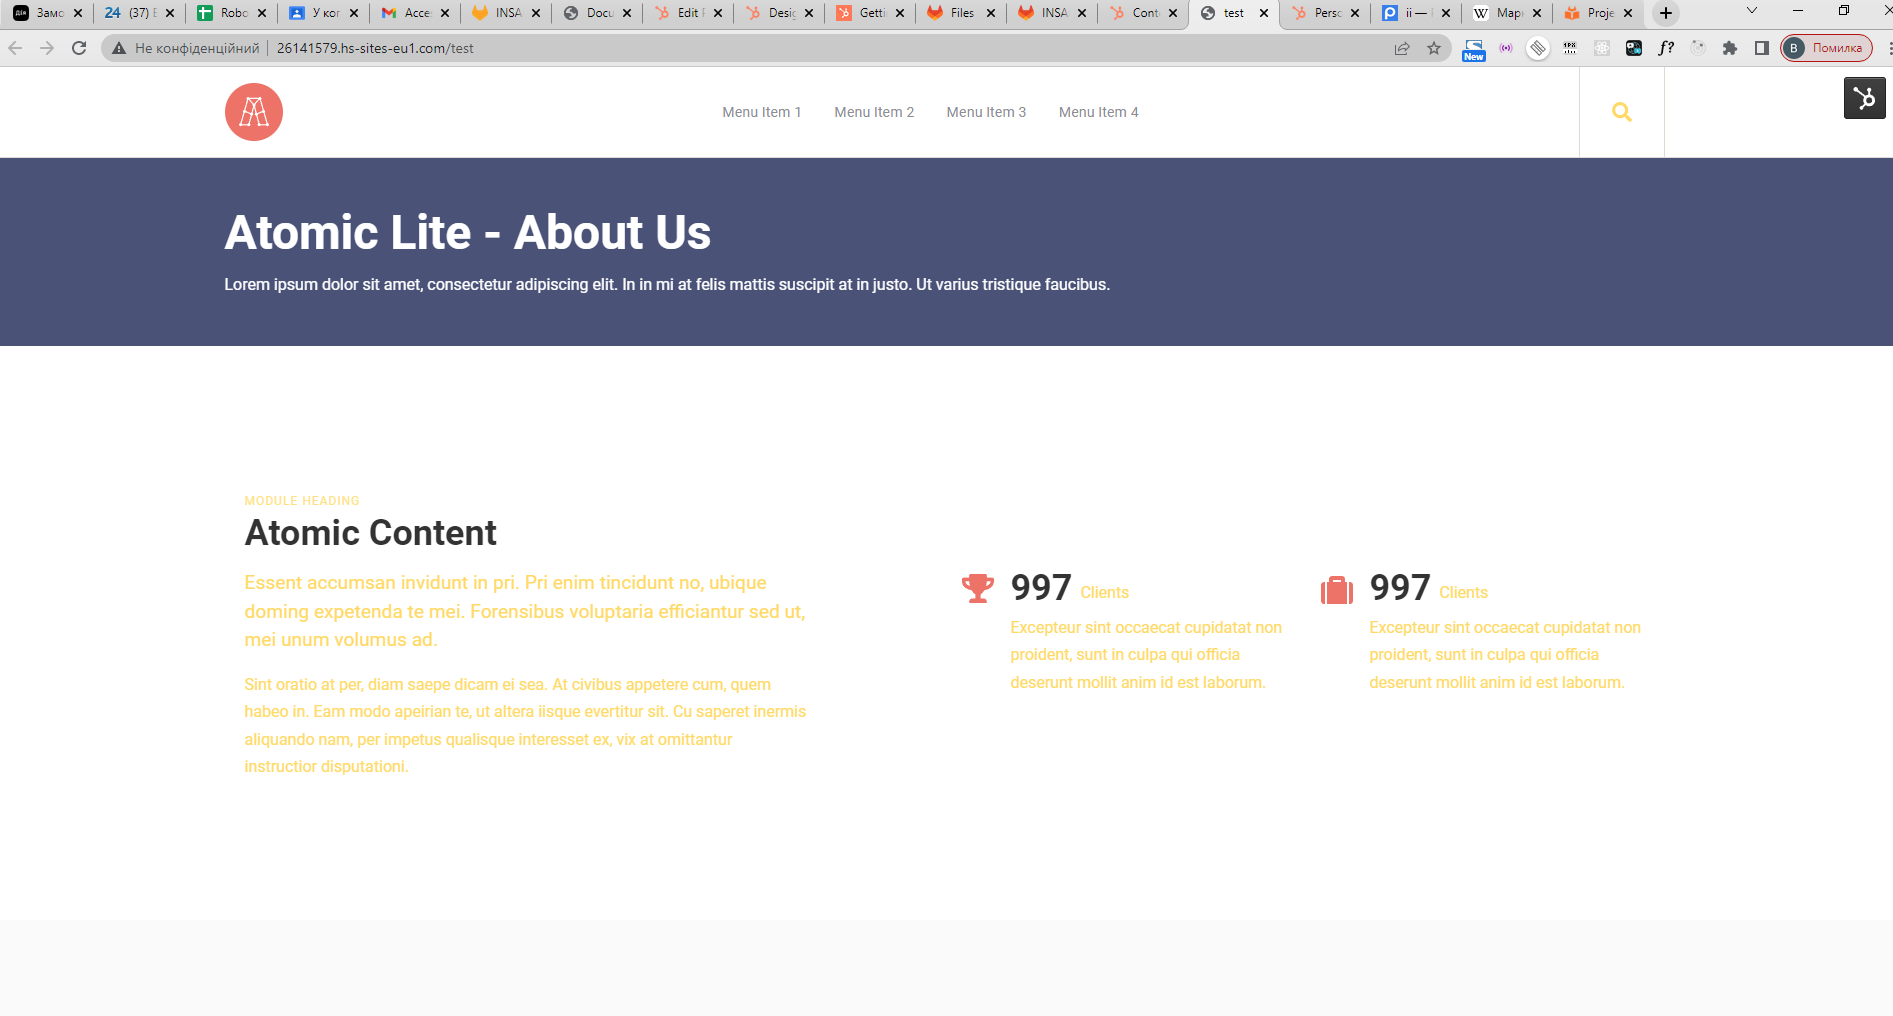 Замо
24 (37) E
Robo
У ког
Acce
INSA
Docu
Edit F
Desig
Getti
Files
INSA
Cont
test
Persc
ii —
W Мар
Proje
Не конфіденційний 26141579.hs-sites-eu1.com/test
New
1PX
f?
B Помилка
Menu Item 1 Menu Item 2 Menu Item 3 Menu Item 4
Atomic Lite - About Us
Lorem ipsum dolor sit amet, consectetur adipiscing elit. In in mi at felis mattis suscipit at in justo. Ut varius tristique faucibus.
MODULE HEADING
Atomic Content
Essent accumsan invidunt in pri. Pri enim tincidunt no, ubique
doming expetenda te mei. Forensibus voluptaria efficiantur sed ut,
mei unum volumus ad.
Sint oratio at per, diam saepe dicam ei sea. At civibus appetere cum, quem
habeo in. Eam modo apeirian te, ut altera iisque evertitur sit. Cu saperet inermis
aliquando nam, per impetus qualisque interesset ex, vix at omittantur
instructior disputationi.
997 Clients
Excepteur sint occaecat cupidatat non
proident, sunt in culpa qui officia
deserunt mollit anim id est laborum.
997 Clients
Excepteur sint occaecat cupidatat non
proident, sunt in culpa qui officia
deserunt mollit anim id est laborum.